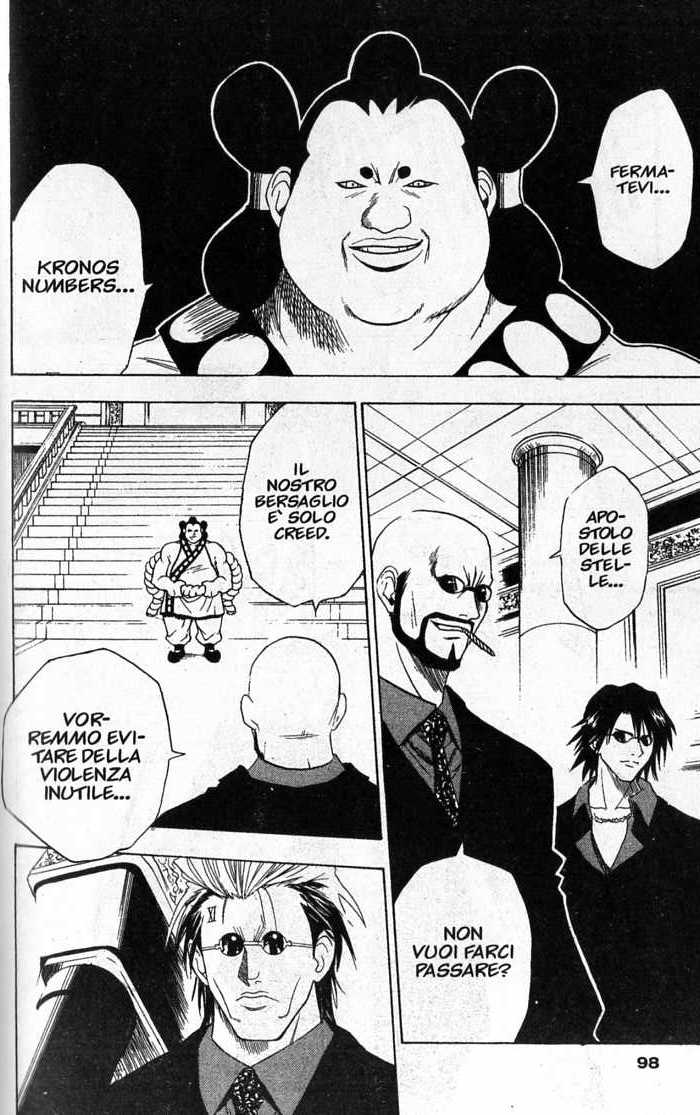 FERMA-
TEVI...
KRONOS
NUMBERS...
APO-
STOLO
DELLE
STEL-
LE...
NON
VUOI FARCI
PASSARE?
IL
NOSTRO
BERSAGLIO
E' SOLO
CREED.
VOR-
REMMO EVI-
TARE DELLA
VIOLENZA
INUTILE...
98